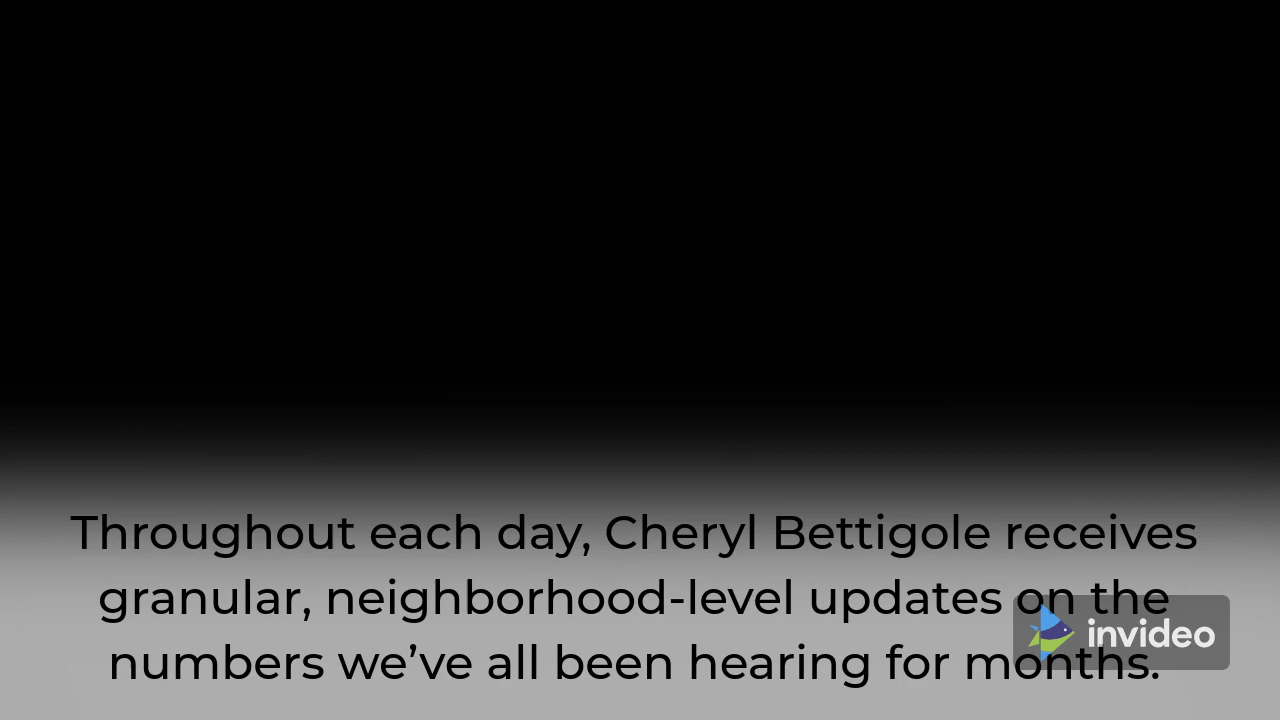 Throughout each day, Cheryl Bettigole receives
granular, neighborhood-level updates on the
numbers we’ve all been hearing for months.
invideo